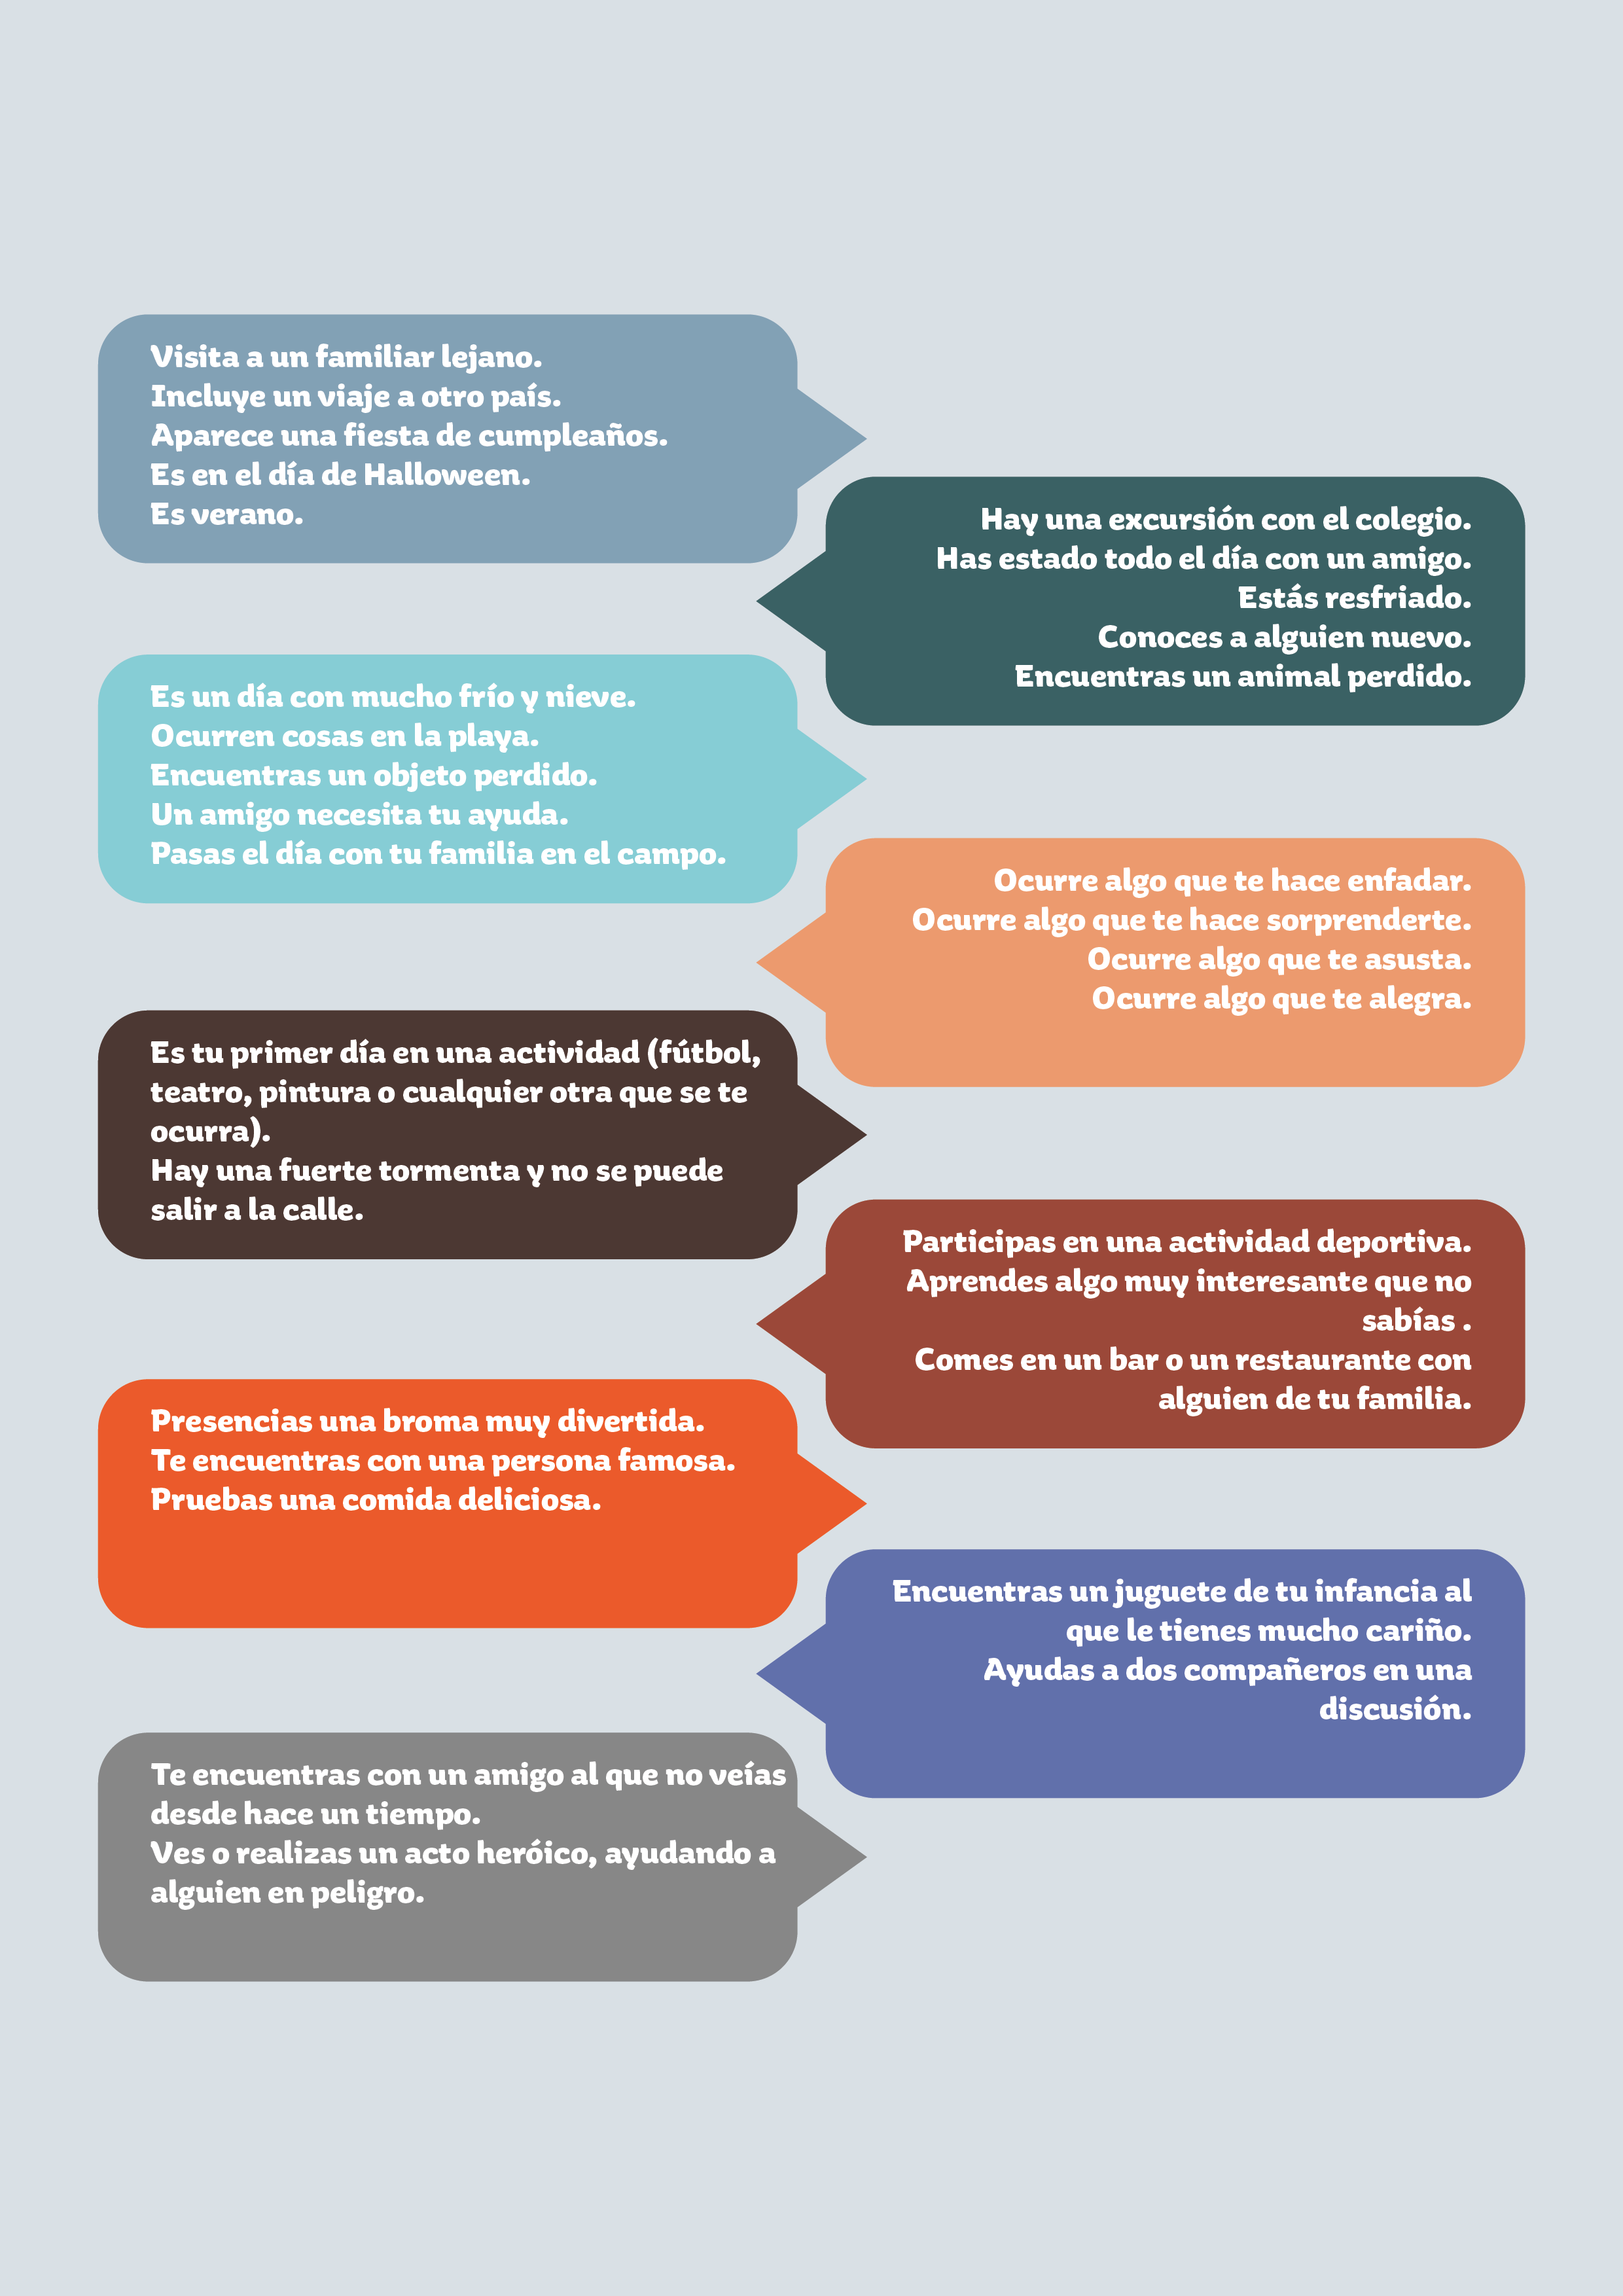 Visita a un familiar lejano.
Incluye un viaje a otro país.
Aparece una fiesta de cumpleaños.
Es en el día de Halloween.
Es verano.
Hay una excursión con el colegio.
Has estado todo el día con un amigo.
Estás resfriado.
Conoces a alguien nuevo.
Encuentras un animal perdido.
Es un día con mucho frío y nieve.
Ocurren cosas en la playa.
Encuentras un objeto perdido.
Un amigo necesita tu ayuda.
Pasas el día con tu familia en el campo.
Ocurre algo que te hace enfadar.
Ocurre algo que te hace sorprenderte.
Ocurre algo que te asusta.
Ocurre algo que te alegra.
Es tu primer día en una actividad (fútbol,
teatro, pintura o cualquier otra que se te
ocurra).
Hay una fuerte tormenta y no se puede
salir a la calle.
Participas en una actividad deportiva.
Aprendes algo muy interesante que no
sabías .
Comes en un bar o un restaurante con
alguien de tu familia.
Presencias una broma muy divertida.
Te encuentras con una persona famosa.
Pruebas una comida deliciosa.
Encuentras un juguete de tu infancia al
que le tienes mucho cariño.
Ayudas a dos compañeros en una
discusión.
Te encuentras con un amigo al que no veías
desde hace un tiempo.
Ves o realizas un acto heróico, ayudando a
alguien en peligro.